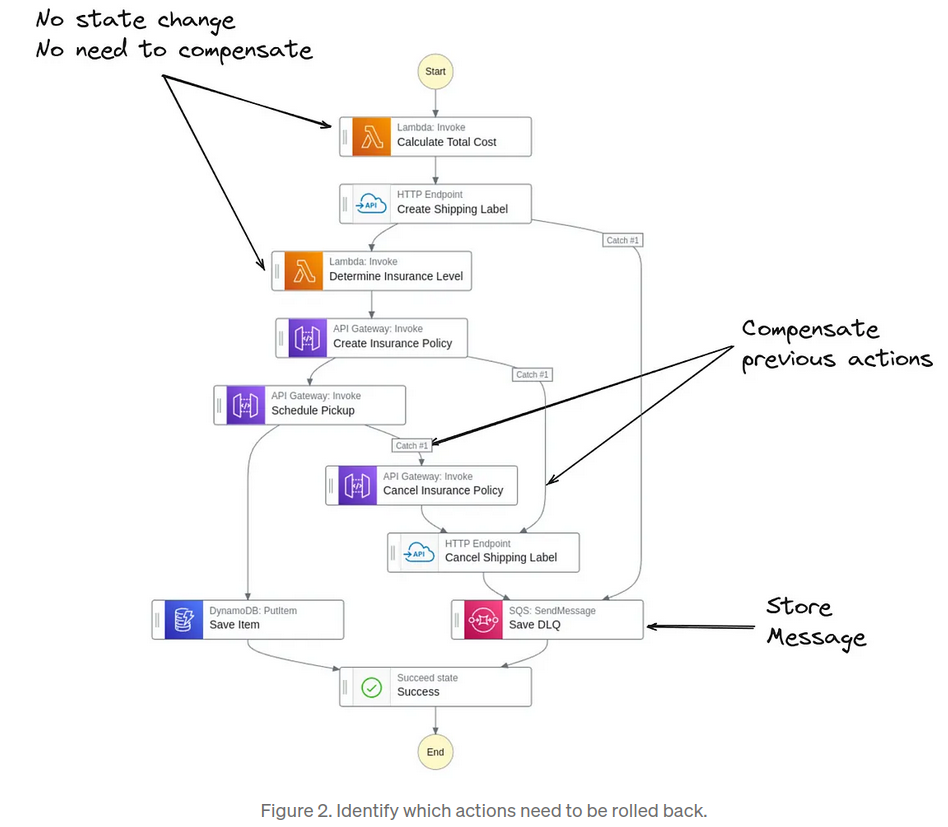 No state change
No need to compensate
Start
Lambda: Invoke
Calculate Total Cost
HTTP Endpoint
API
Create Shipping Label
Catch #1
Lambda: Invoke
Determine Insurance Level
API Gateway: Invoke
Create Insurance Policy
Compensate
previous actions
Catch #1
API Gateway: Invoke
Schedule Pickup
Catch #1
API Gateway: Invoke
Cancel Insurance Policy
HTTP Endpoint
API
Cancel Shipping Label
DynamoDB: PutItem
Save Item
SQS: SendMessage
Save DLQ
Store
Message
Succeed state
Success
End
Figure 2. Identify which actions need to be rolled back.